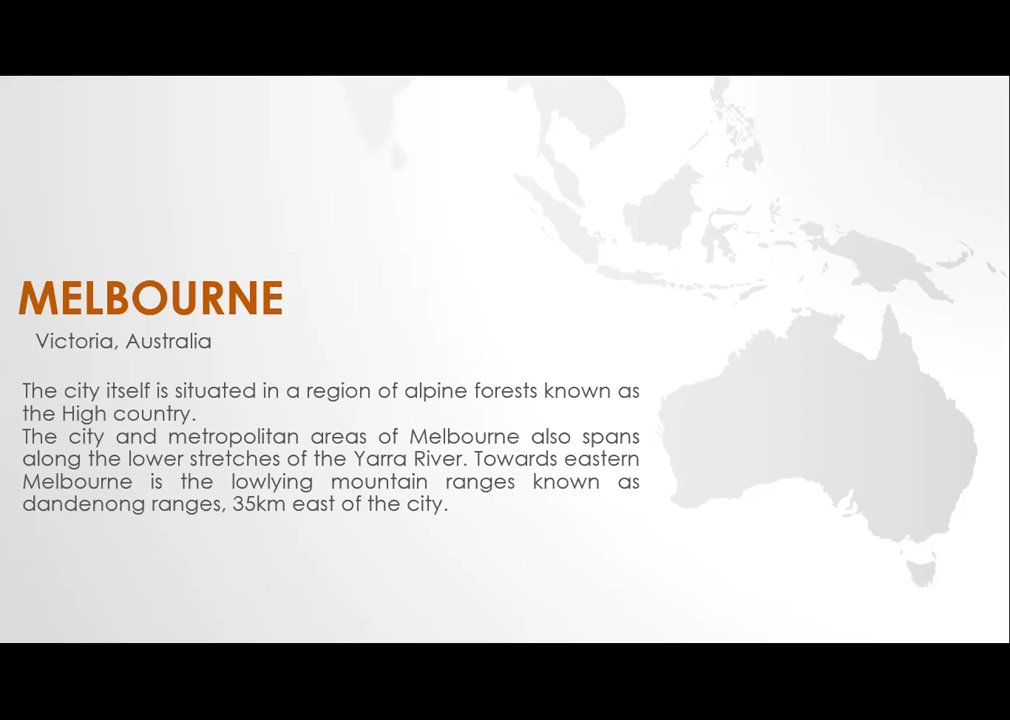 MELBOURNE
Victoria, Australia
The city itself is situated in a region of alpine forests known as
the High country.
The city and metropolitan areas of Melbourne also spans
along the lower stretches of the Yarra River. Towards eastern
Melbourne is the lowlying mountain ranges known as
dandenong ranges, 35km east of the city.